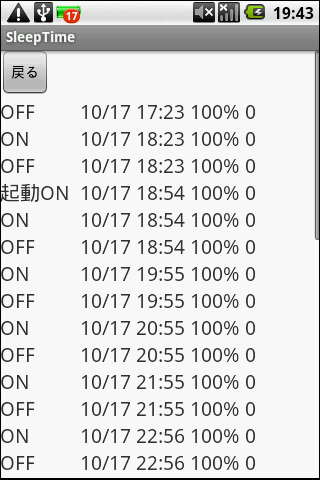 17
19:43
SleepTime
戻る
OFF 10/17 17:23 100% 0
ON 10/17 18:23 100% 0
OFF 10/17 18:23 100% 0
起動ON 10/17 18:54 100% 0
ON 10/17 18:54 100% 0
OFF 10/17 18:54 100% 0
ON 10/17 19:55 100% 0
OFF 10/17 19:55 100% 0
ON 10/17 20:55 100% 0
OFF 10/17 20:55 100% 0
ON 10/17 21:55 100% 0
OFF 10/17 21:55 100% 0
ON 10/17 22:56 100% 0
OFF 10/17 22:56 100% 0